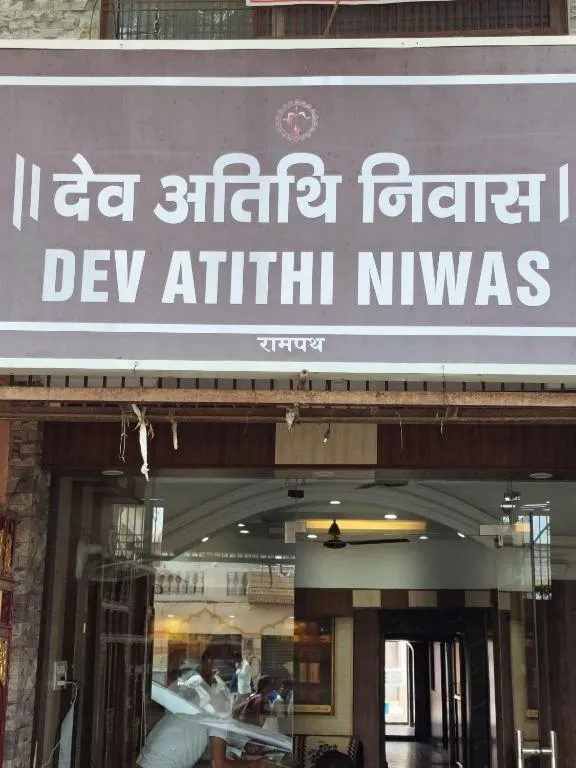 ॥ देव अतिथि निवास ।
DEV ATITHI NIWAS
रामपथ